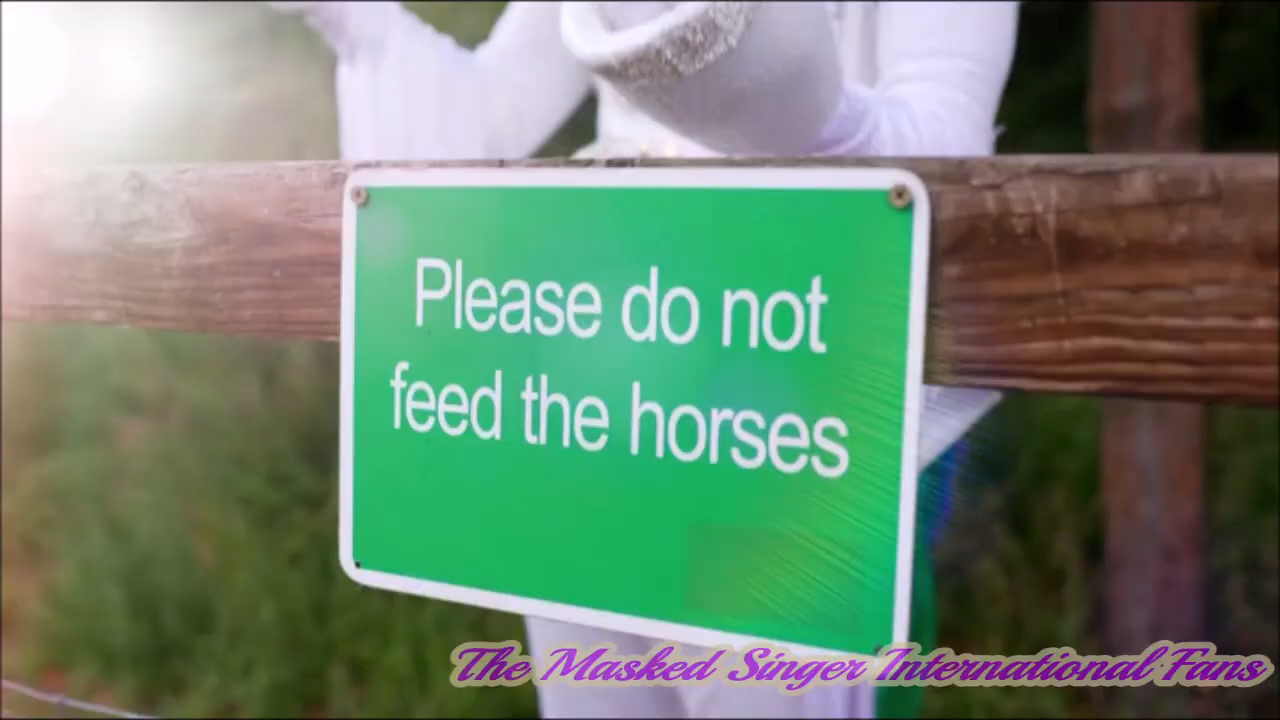 Please do not
feed the horses
The Masked Singer International Fans